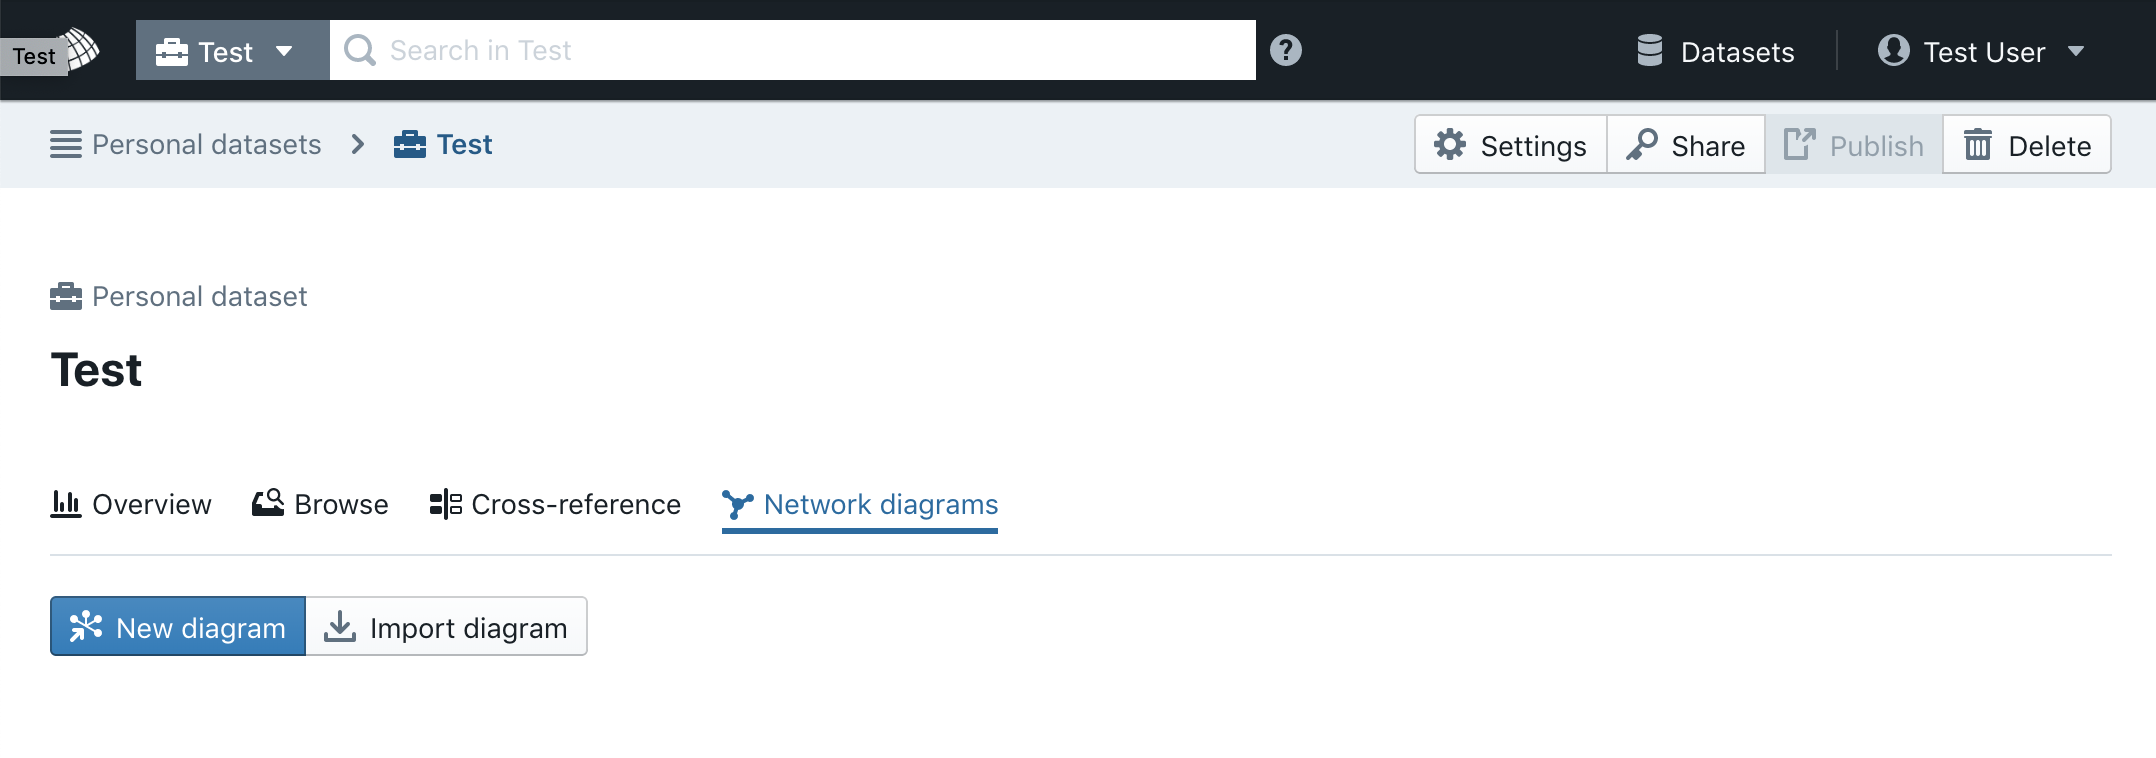 Test
Test
Search in Test
?
Datasets
Test User
Personal datasets
Test
Settings
Share
Publish
Delete
Personal dataset
Test
Overview
Browse
Cross-reference
Network diagrams
New diagram
Import diagram